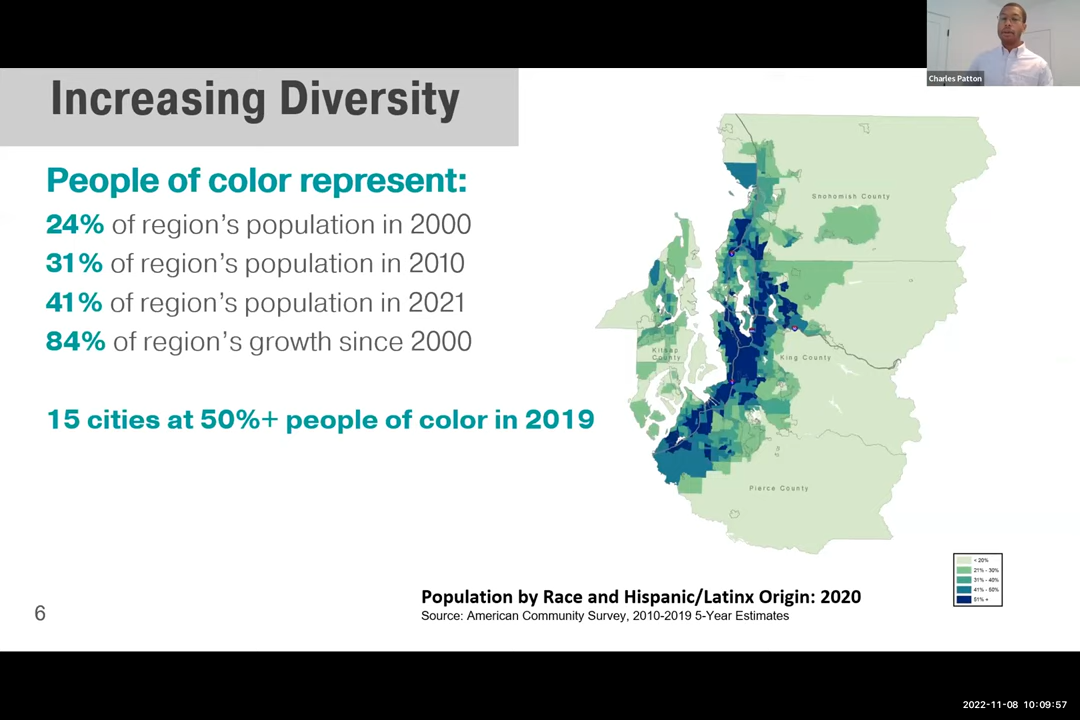 Charles Patton
Increasing Diversity
People of color represent:
24% of region's population in 2000
31% of region's population in 2010
41% of region's population in 2021
84% of region's growth since 2000
15 cities at 50%+ people of color in 2019
Snohomish County
Kitsap
County
King County
Pierce County
< 20%
21% - 30%
31% - 40%
41% - 50%
51% +
Population by Race and Hispanic/Latinx Origin: 2020
Source: American Community Survey, 2010-2019 5-Year Estimates
6
2022-11-08 10:09:57